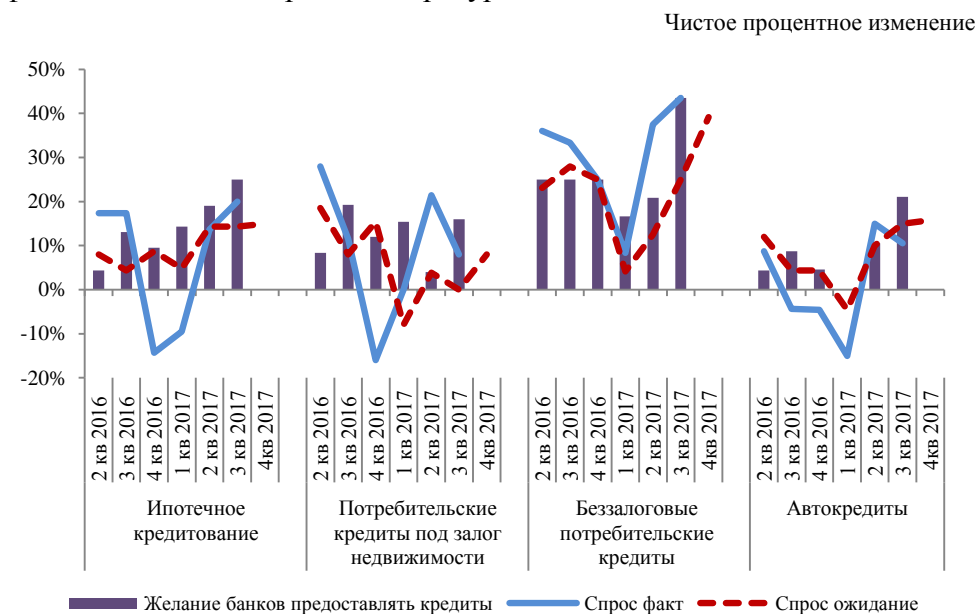 Чистое процентное изменение
50%
40%
30%
20%
10%
0%
-10%
-20%
2 кв 2016
3 кв 2016
4 кв 2016
1 кв 2017
2 кв 2017
3 кв 2017
4кв 2017
2 кв 2016
3 кв 2016
4 кв 2016
1 кв 2017
2 кв 2017
3 кв 2017
4кв 2017
2 кв 2016
3 кв 2016
4 кв 2016
1 кв 2017
2 кв 2017
3 кв 2017
4 кв 2017
2 кв 2016
3 кв 2016
4 кв 2016
1 кв 2017
2 кв 2017
3 кв 2017
4кв 2017
Ипотечное
кредитование
Потребительские
кредиты под залог
недвижимости
Беззалоговые
потребительские
кредиты
Автокредиты
Желание банков предоставлять кредиты
Спрос факт
Спрос ожидание